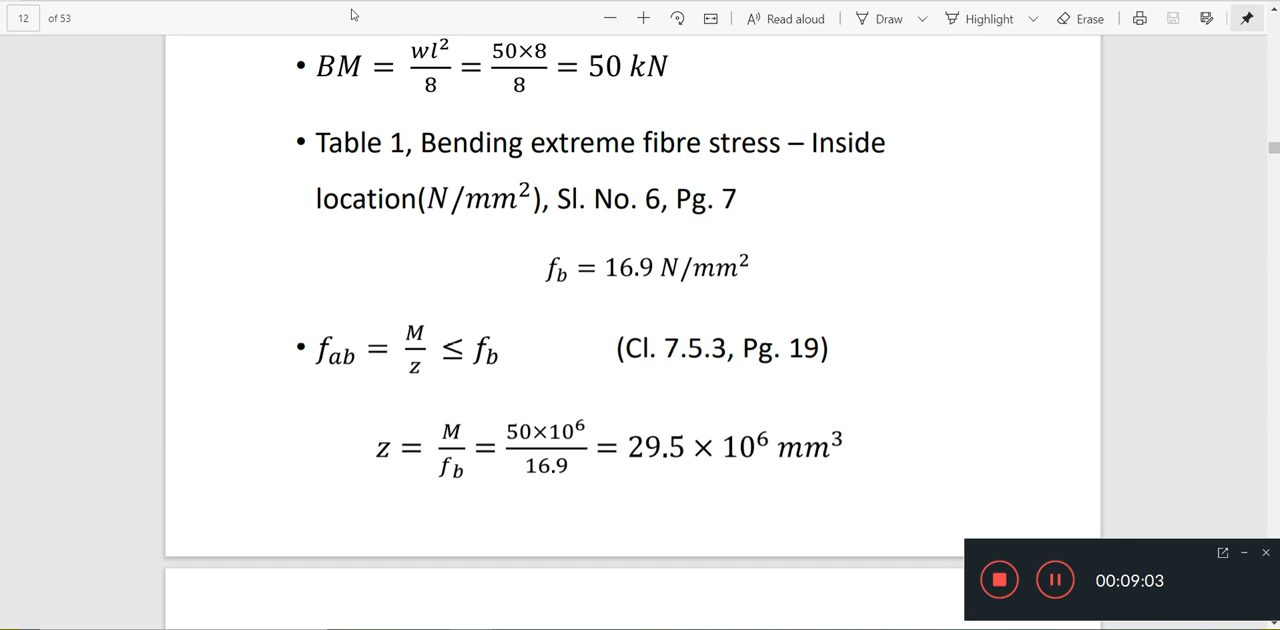 12 of 53 Read aloud Draw Highlight Erase
• BM = wl²/8 = 50×8/8 = 50 kN
• Table 1, Bending extreme fibre stress – Inside
location(N/mm²), Sl. No. 6, Pg. 7
f_b = 16.9 N/mm²
• f_ab = M/z ≤ f_b (Cl. 7.5.3, Pg. 19)
z = M/f_b = 50×10⁶/16.9 = 29.5 × 10⁶ mm³
00:09:03